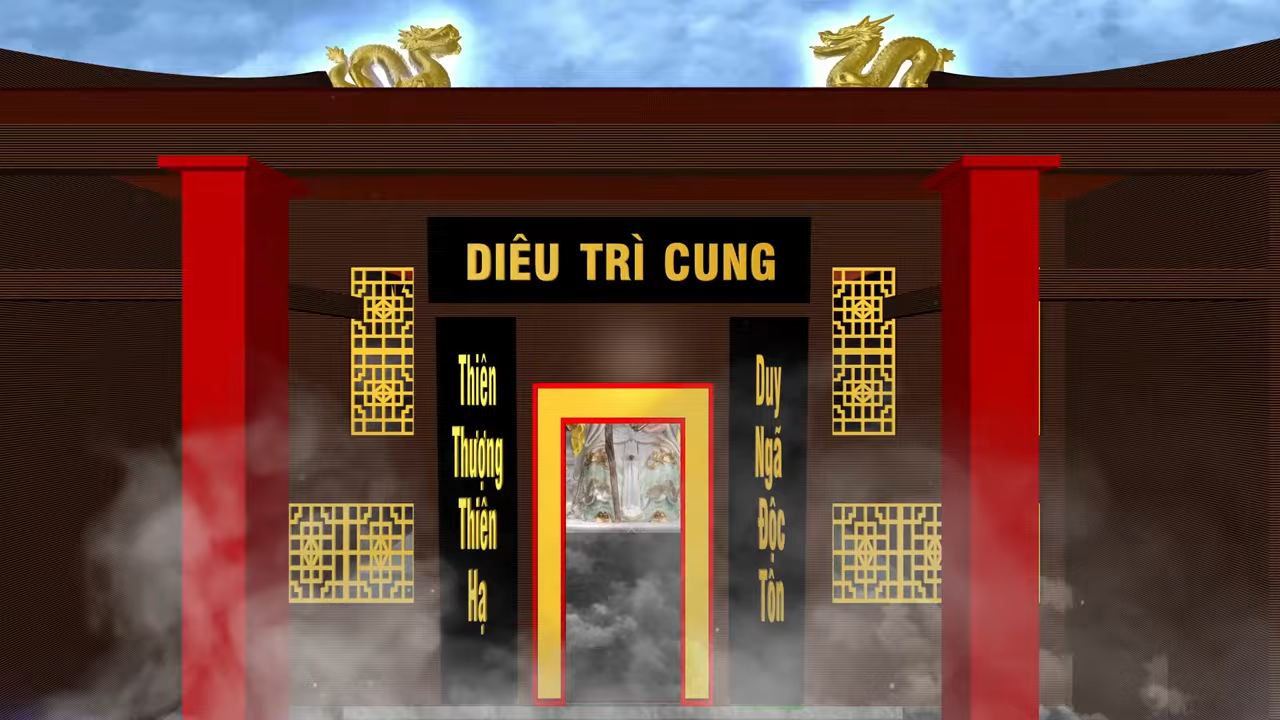 DIÊU TRÌ CUNG
Thiên
Thượng
Thiên
Hạ
Duy
Ngã
Độc
Tôn